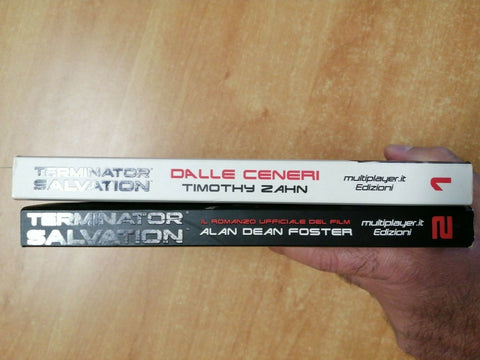 TERMINATOR
SALVATION
DALLE CENERI
TIMOTHY ZAHN
multiplayer.it
Edizioni
1
TERMINATOR
SALVATION
IL ROMANZO UFFICIALE DEL FILM
ALAN DEAN FOSTER
multiplayer.it
Edizioni
2